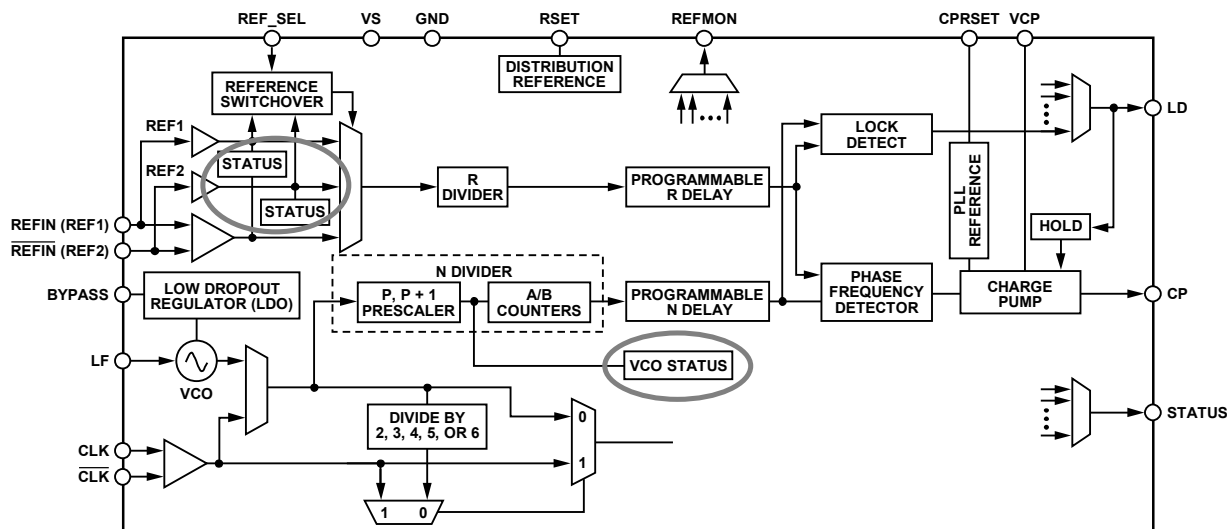 REF_SEL
VS
GND
RSET
REFMON
CPRSET
VCP
DISTRIBUTION
REFERENCE
REFERENCE
SWITCHOVER
REF1
STATUS
REF2
STATUS
R
DIVIDER
PROGRAMMABLE
R DELAY
LOCK
DETECT
PLL
REFERENCE
LD
HOLD
REFIN (REF1)
REFIN (REF2)
BYPASS
LOW DROPOUT
REGULATOR (LDO)
N DIVIDER
P, P + 1
PRESCALER
A/B
COUNTERS
PROGRAMMABLE
N DELAY
PHASE
FREQUENCY
DETECTOR
CHARGE
PUMP
CP
LF
VCO
VCO STATUS
DIVIDE BY
2, 3, 4, 5, OR 6
0
1
STATUS
CLK
CLK
1 0